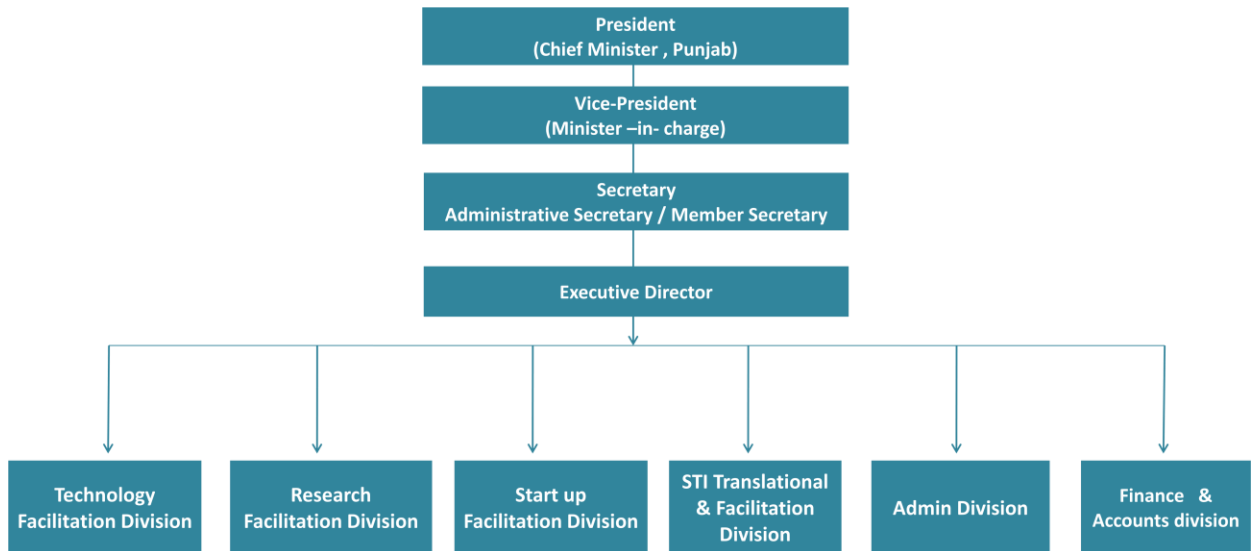 President
(Chief Minister , Punjab)
Vice-President
(Minister –in- charge)
Secretary
Administrative Secretary / Member Secretary
Executive Director
Technology
Facilitation Division
Research
Facilitation Division
Start up
Facilitation Division
STI Translational
& Facilitation
Division
Admin Division
Finance & 
Accounts division